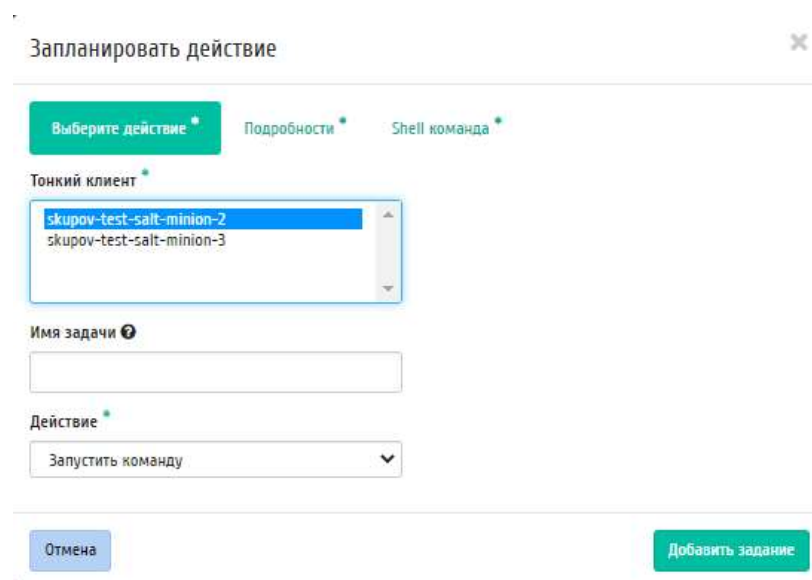 Запланировать действие
Выберите действие * Подробности * Shell команда *
Тонкий клиент *
skupov-test-salt-minion-2
skupov-test-salt-minion-3
Имя задачи
Действие *
Запустить команду
Отмена Добавить задание